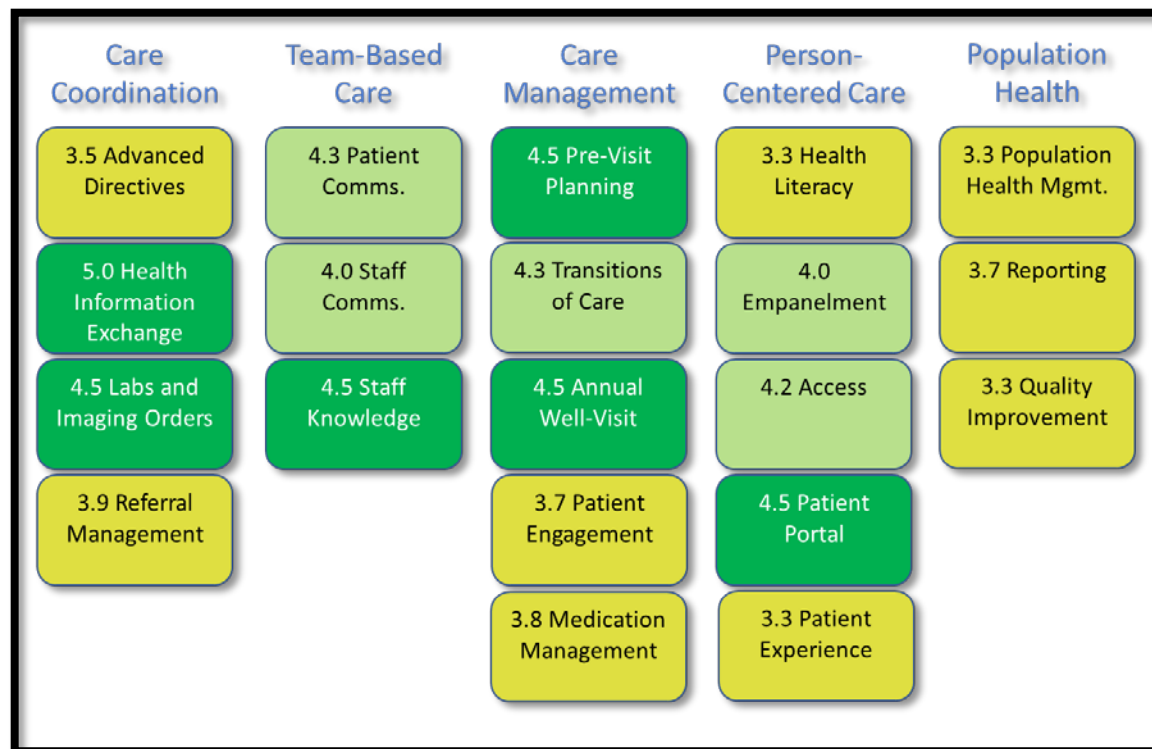 Care
Coordination
3.5 Advanced
Directives
5.0 Health
Information
Exchange
4.5 Labs and
Imaging Orders
3.9 Referral
Management
Team-Based
Care
4.3 Patient
Comms.
4.0 Staff
Comms.
4.5 Staff
Knowledge
Care
Management
4.5 Pre-Visit
Planning
4.3 Transitions
of Care
4.5 Annual
Well-Visit
3.7 Patient
Engagement
3.8 Medication
Management
Person-
Centered Care
3.3 Health
Literacy
4.0
Empanelment
4.2 Access
4.5 Patient
Portal
3.3 Patient
Experience
Population
Health
3.3 Population
Health Mgmt.
3.7 Reporting
3.3 Quality
Improvement